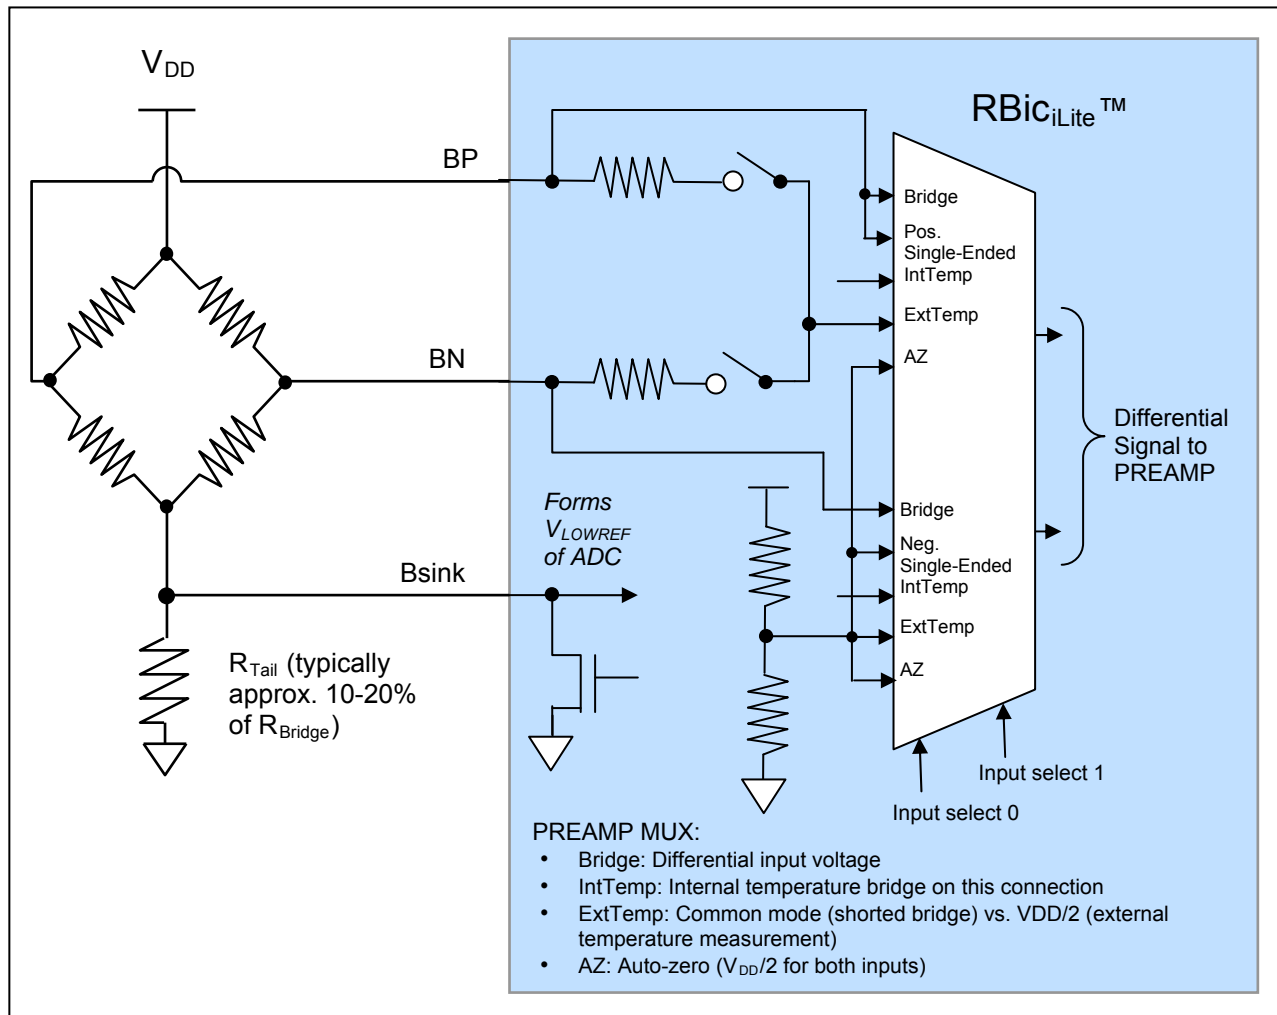 VDD
RBiciLite™
BP
Bridge
Pos.
Single-Ended
IntTemp
ExtTemp
BN
AZ
Differential
Signal to
PREAMP
Forms
VLOWREF
of ADC
Bridge
Neg.
Single-Ended
IntTemp
Bsink
ExtTemp
AZ
RTail (typically
approx. 10-20%
of RBridge)
Input select 1
Input select 0
PREAMP MUX:
• Bridge: Differential input voltage
• IntTemp: Internal temperature bridge on this connection
• ExtTemp: Common mode (shorted bridge) vs. VDD/2 (external
temperature measurement)
• AZ: Auto-zero (VDD/2 for both inputs)